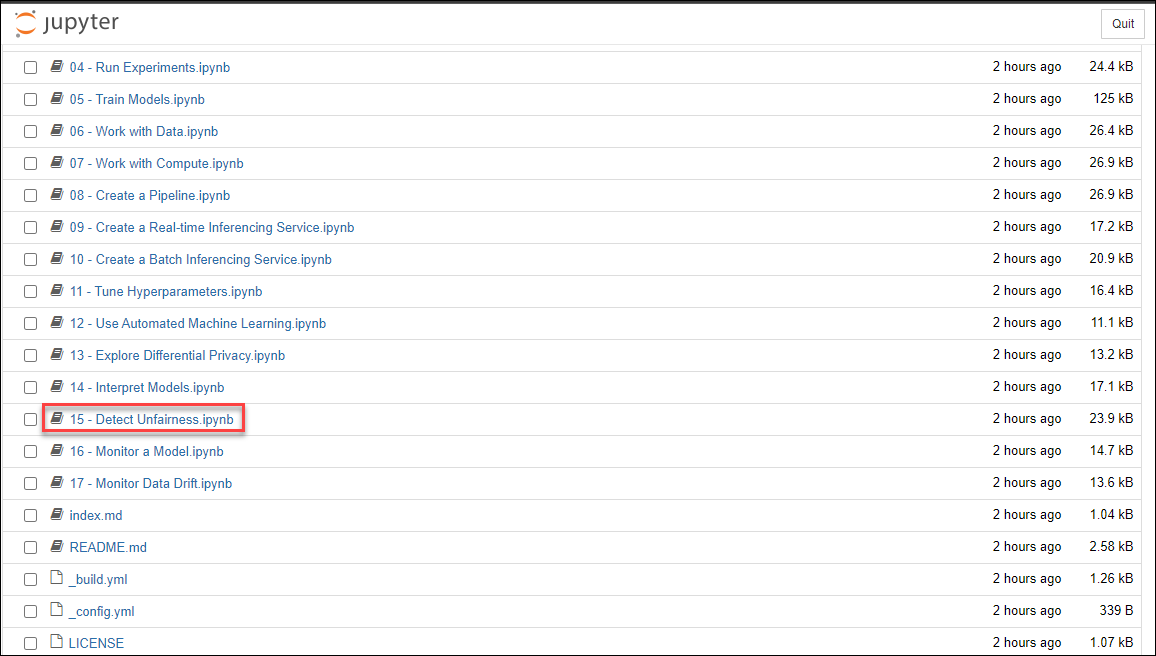 jupyter Quit
04 - Run Experiments.ipynb 2 hours ago 24.4 kB
05 - Train Models.ipynb 2 hours ago 125 kB
06 - Work with Data.ipynb 2 hours ago 26.4 kB
07 - Work with Compute.ipynb 2 hours ago 26.9 kB
08 - Create a Pipeline.ipynb 2 hours ago 26.9 kB
09 - Create a Real-time Inferencing Service.ipynb 2 hours ago 17.2 kB
10 - Create a Batch Inferencing Service.ipynb 2 hours ago 20.9 kB
11 - Tune Hyperparameters.ipynb 2 hours ago 16.4 kB
12 - Use Automated Machine Learning.ipynb 2 hours ago 11.1 kB
13 - Explore Differential Privacy.ipynb 2 hours ago 13.2 kB
14 - Interpret Models.ipynb 2 hours ago 17.1 kB
15 - Detect Unfairness.ipynb 2 hours ago 23.9 kB
16 - Monitor a Model.ipynb 2 hours ago 14.7 kB
17 - Monitor Data Drift.ipynb 2 hours ago 13.6 kB
index.md 2 hours ago 1.04 kB
README.md 2 hours ago 2.58 kB
_build.yml 2 hours ago 1.26 kB
_config.yml 2 hours ago 339 B
LICENSE 2 hours ago 1.07 kB